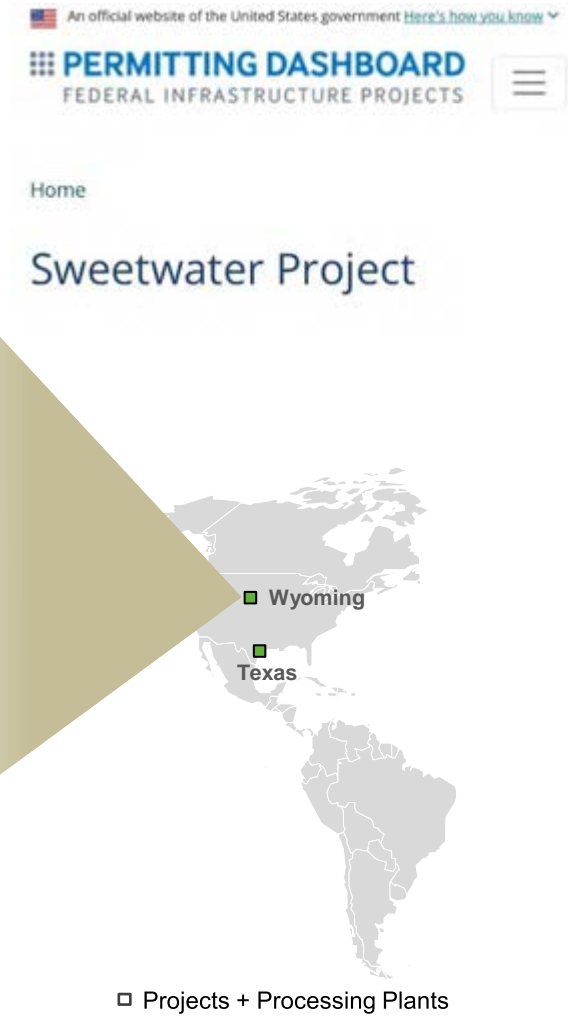 An official website of the United States government Here's how you know
PERMITTING DASHBOARD
FEDERAL INFRASTRUCTURE PROJECTS
Home
Sweetwater Project
Wyoming
Texas
Projects + Processing Plants